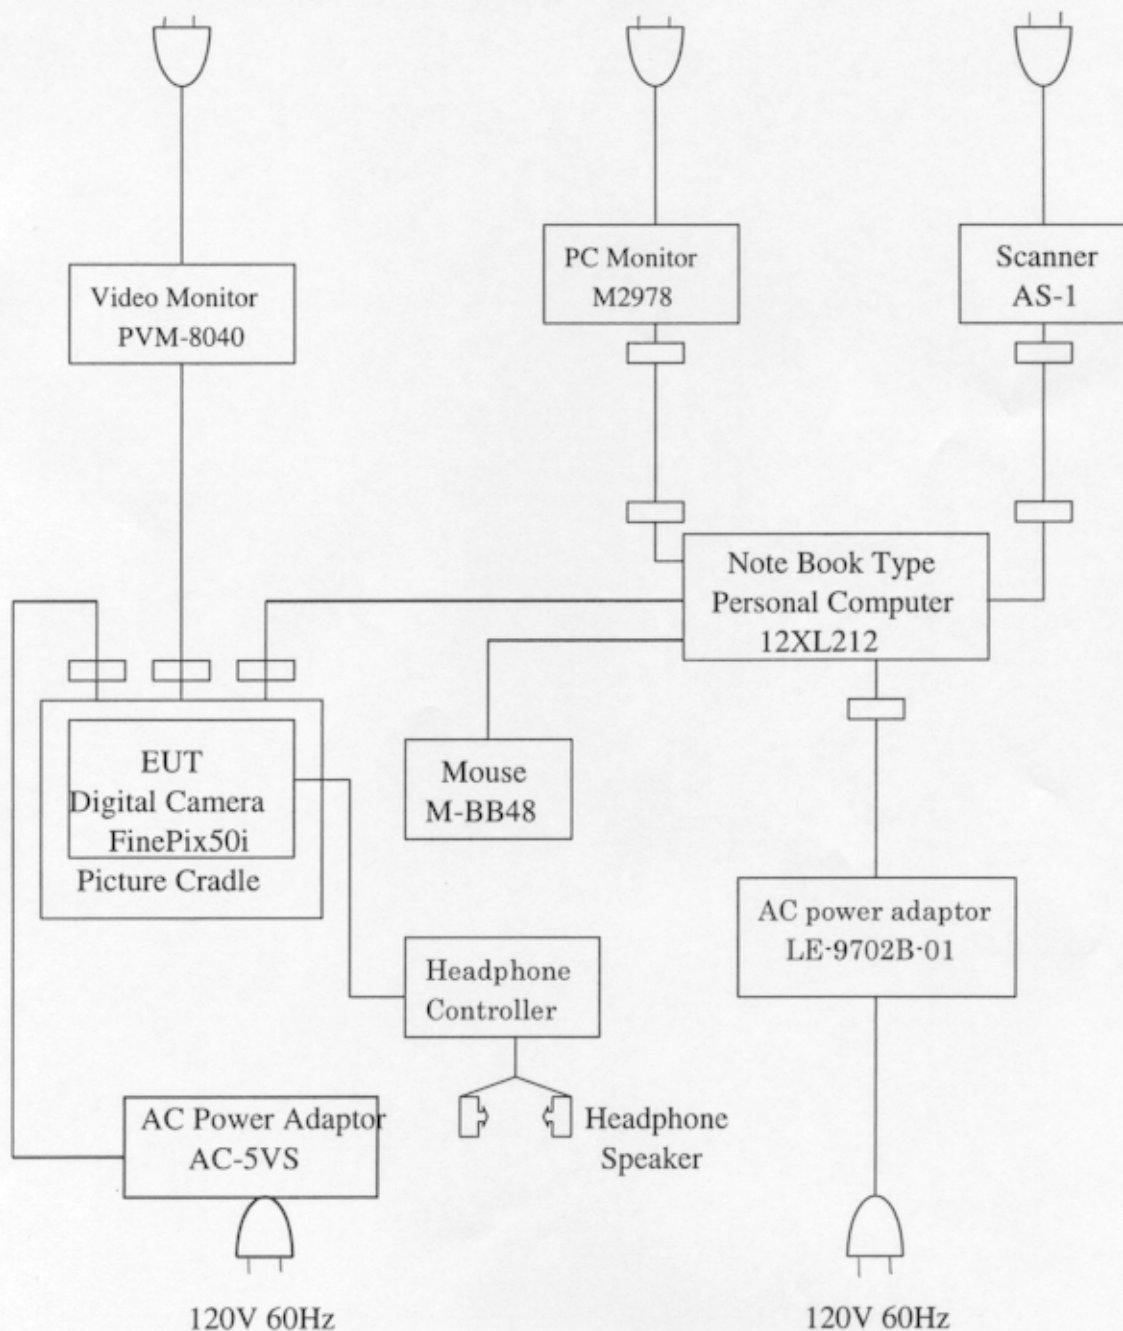 PC Monitor
M2978
Scanner
AS-1
Video Monitor
PVM-8040
Note Book Type
Personal Computer
12XL212
EUT
Digital Camera
FinePix50i
Picture Cradle
Mouse
M-BB48
AC power adaptor
LE-9702B-01
Headphone
Controller
AC Power Adaptor
AC-5VS
Headphone
Speaker
120V 60Hz
120V 60Hz